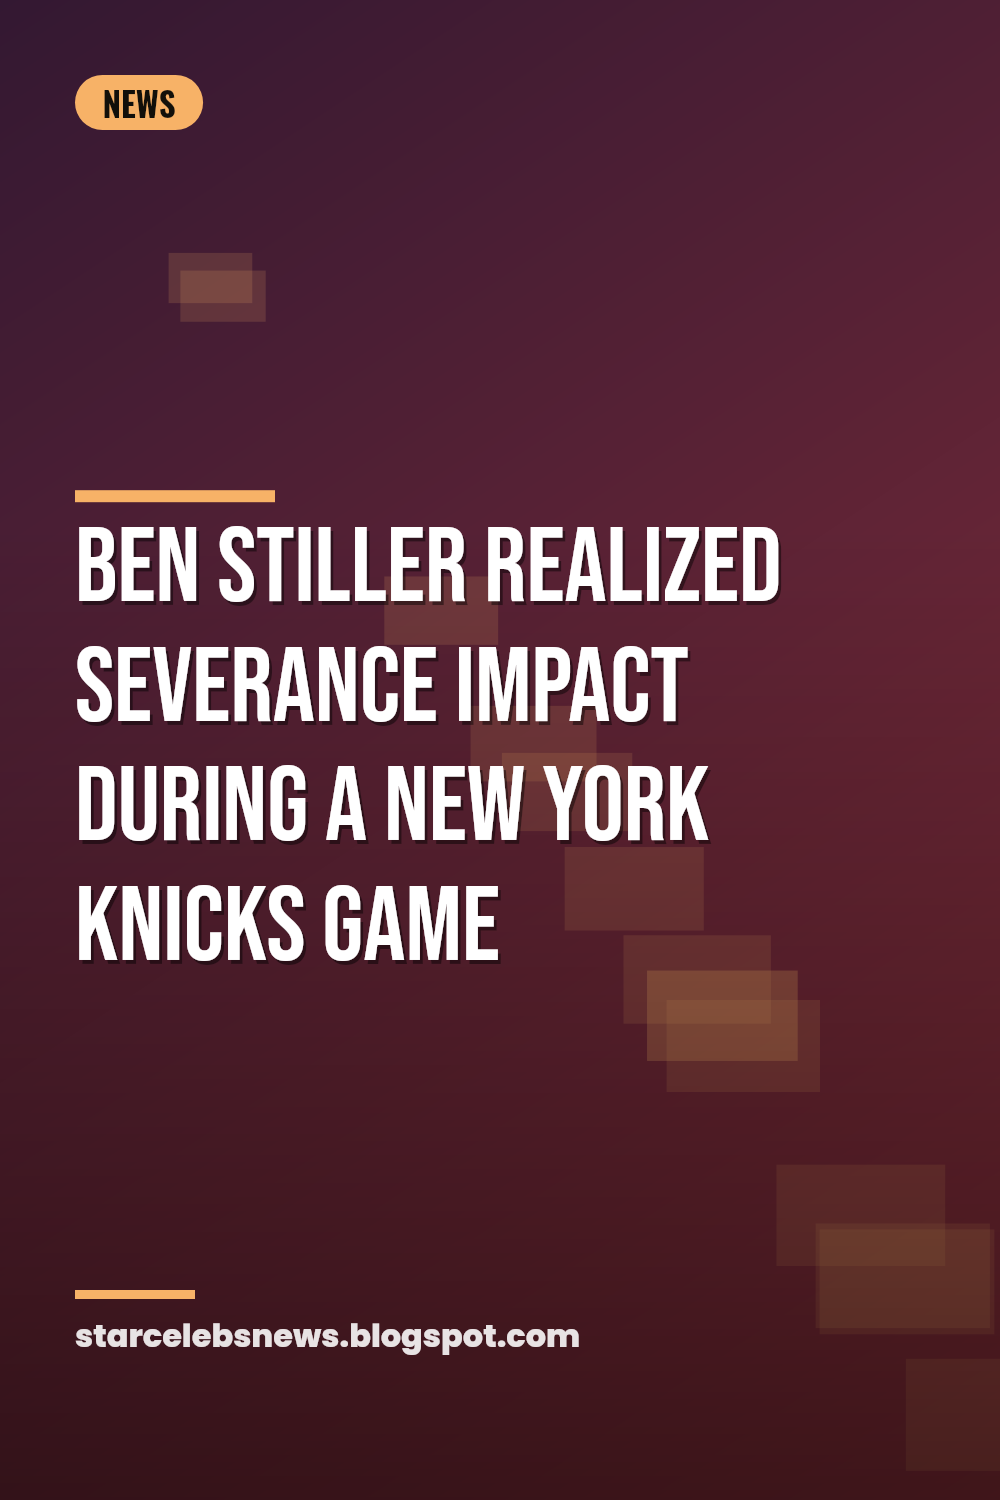 NEWS
BEN STILLER REALIZED
SEVERANCE IMPACT
DURING A NEW YORK
KNICKS GAME
starcelebsnews.blogspot.com